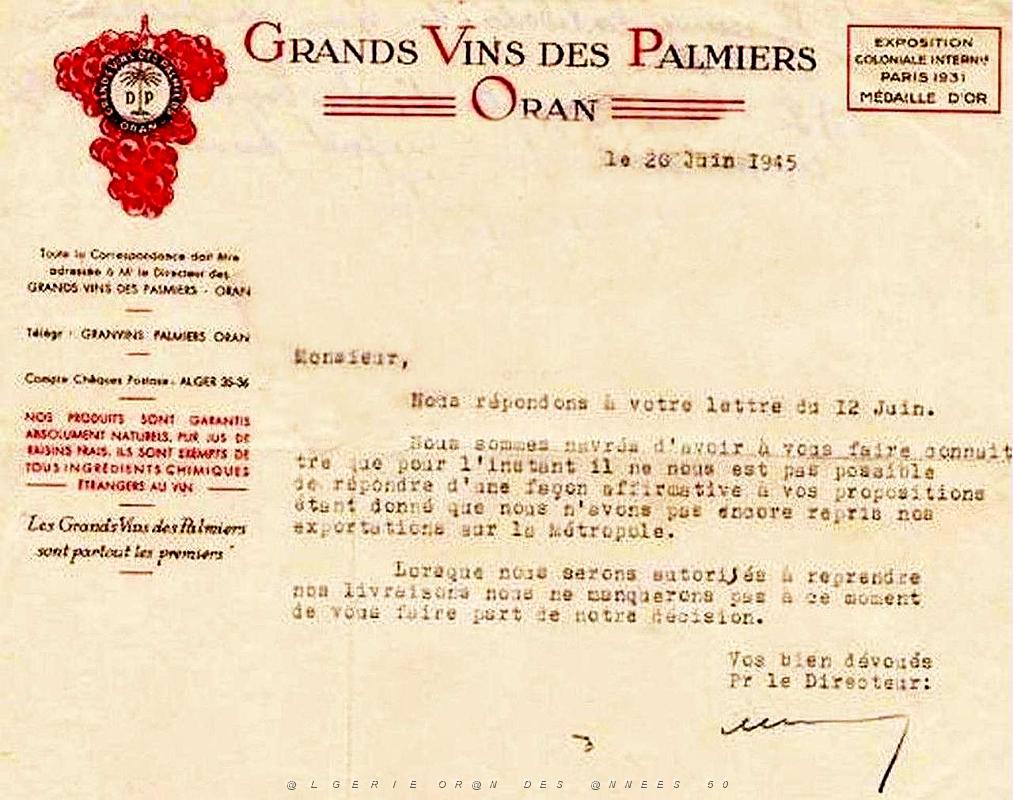 GRANDS VINS DES PALMIERS
ORAN
EXPOSITION
COLONIALE INTERNle
PARIS 1931
MÉDAILLE D'OR
GRANDS VINS DES PALMIERS
D P
ORAN
le 26 Juin 1945
Toute la Correspondance doit être
adressée à Mr le Directeur des
GRANDS VINS DES PALMIERS - ORAN
Télégr : GRANVINS PALMIERS ORAN
Compte Chèques Postaux : ALGER 35-36
NOS PRODUITS SONT GARANTIS
ABSOLUMENT NATURELS, PUR JUS DE
RAISINS FRAIS. ILS SONT EXEMPTS DE
TOUS INGRÉDIENTS CHIMIQUES
ÉTRANGERS AU VIN
"Les Grands Vins des Palmiers
sont partout les premiers"
Monsieur,
Nous répondons à votre lettre du 12 Juin.
Nous sommes navrés d'avoir à vous faire connaît
tre que pour l'instant il ne nous est pas possible
de répondre d'une façon affirmative à vos propositions
étant donné que nous n'avons pas encore repris nos
exportations sur la Métropole.
Lorsque nous serons autorisés à reprendre
nos livraisons nous ne manquerons pas à ce moment
de vous faire part de notre décision.
Vos bien dévoués
Pr le Directeur:
@LGERIE OR@N DES @NNEES 50